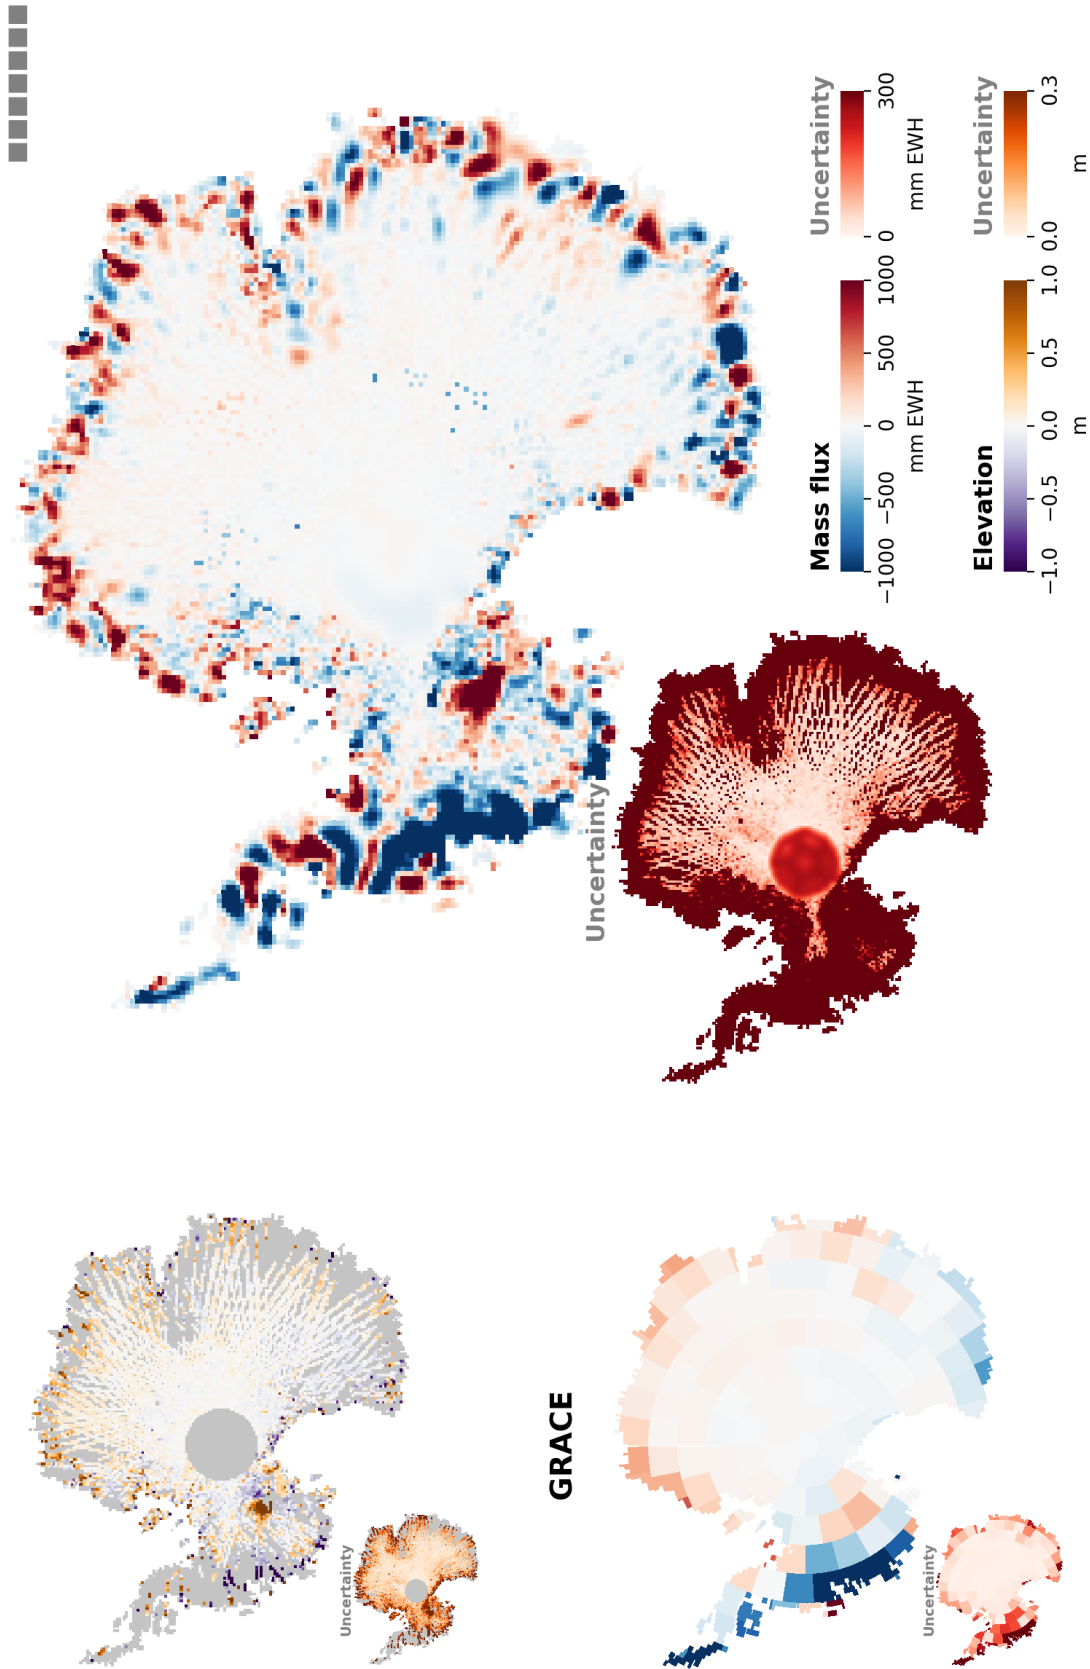 Uncertainty
GRACE
Uncertainty
Uncertainty
Mass flux
−1000 −500 0 500 1000
mm EWH
Uncertainty
0 300
mm EWH
Elevation
−1.0 −0.5 0.0 0.5 1.0
m
Uncertainty
0.0 0.3
m